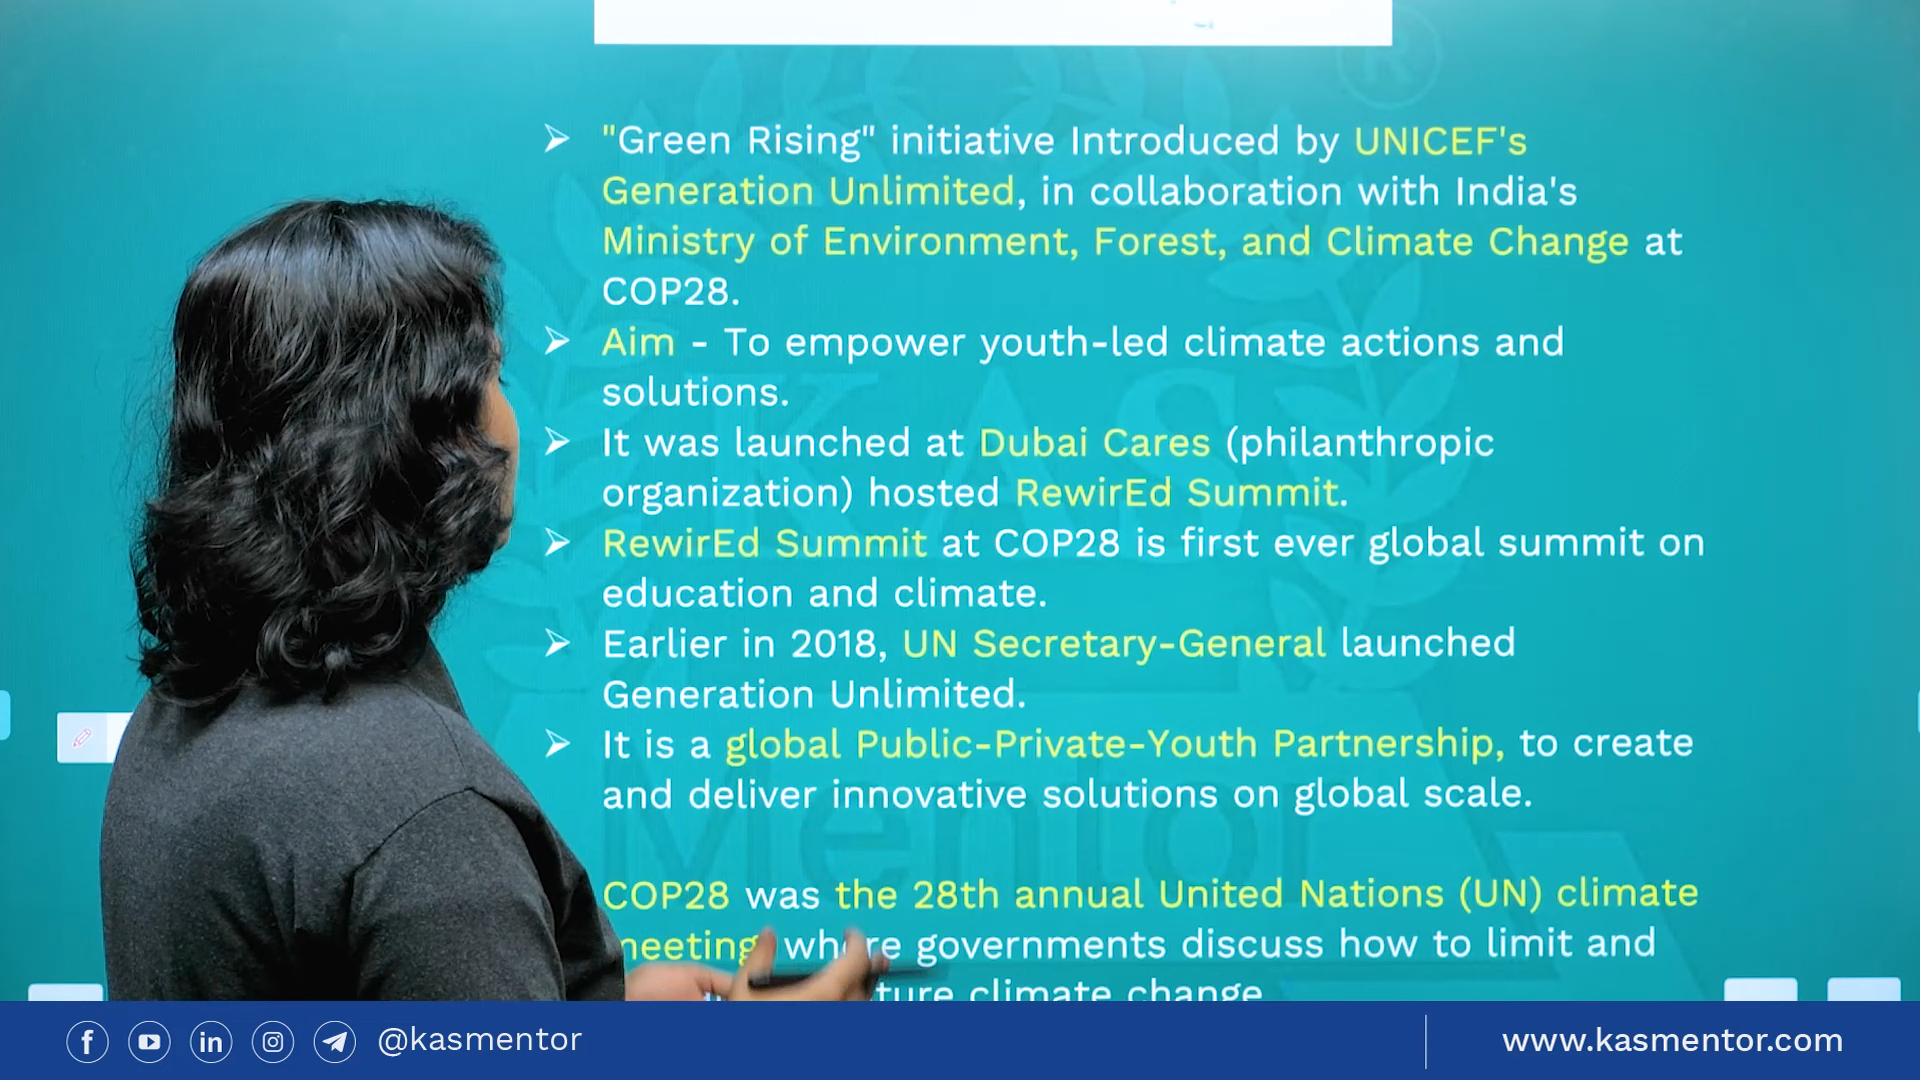 "Green Rising" initiative Introduced by UNICEF's
Generation Unlimited, in collaboration with India's
Ministry of Environment, Forest, and Climate Change at
COP28.
Aim - To empower youth-led climate actions and
solutions.
It was launched at Dubai Cares (philanthropic
organization) hosted RewirEd Summit.
RewirEd Summit at COP28 is first ever global summit on
education and climate.
Earlier in 2018, UN Secretary-General launched
Generation Unlimited.
It is a global Public-Private-Youth Partnership, to create
and deliver innovative solutions on global scale.
KAS
Mentor
COP28 was the 28th annual United Nations (UN) climate
meeting where governments discuss how to limit and
climate change
@kasmentor
www.kasmentor.com